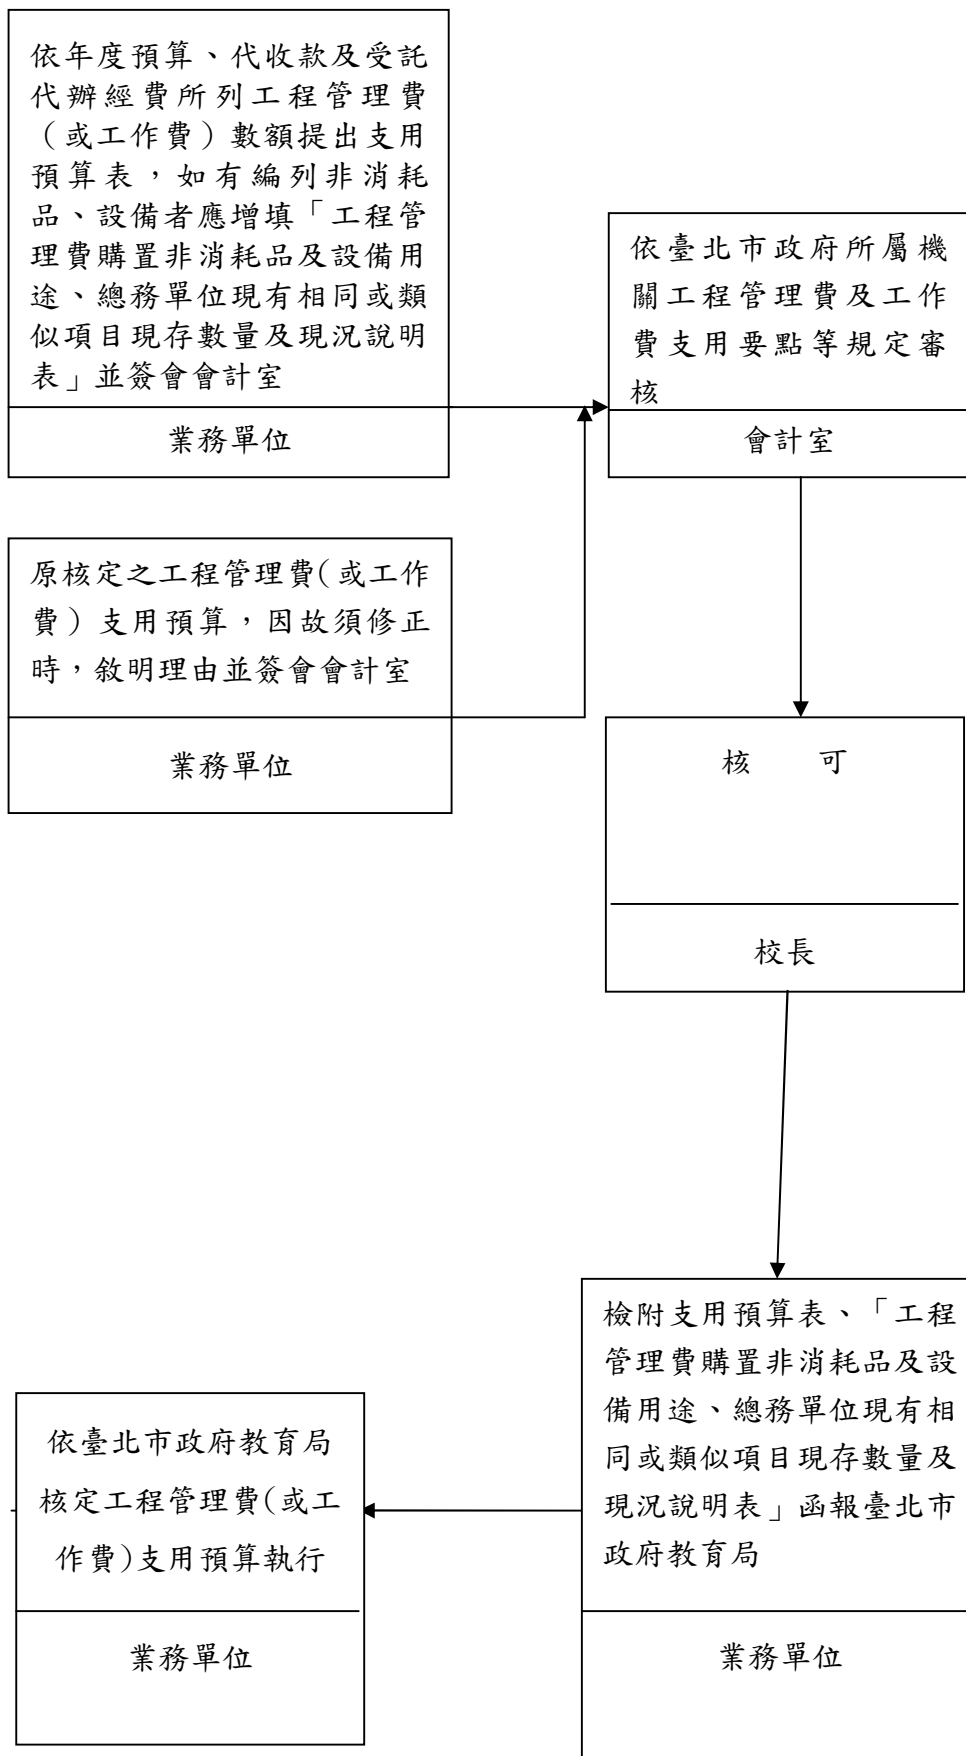 依年度預算、代收款及受託
代辦經費所列工程管理費
（或工作費）數額提出支用
預算表，如有編列非消耗
品、設備者應增填「工程管
理費購置非消耗品及設備用
途、總務單位現有相同或類
似項目現存數量及現況說明
表」並簽會會計室
業務單位
依臺北市政府所屬機
關工程管理費及工作
費支用要點等規定審
核
會計室
原核定之工程管理費(或工作
費）支用預算，因故須修正
時，敘明理由並簽會會計室
業務單位
核　可
校長
檢附支用預算表、「工程
管理費購置非消耗品及設
備用途、總務單位現有相
同或類似項目現存數量及
現況說明表」函報臺北市
政府教育局
業務單位
依臺北市政府教育局
核定工程管理費(或工
作費)支用預算執行
業務單位